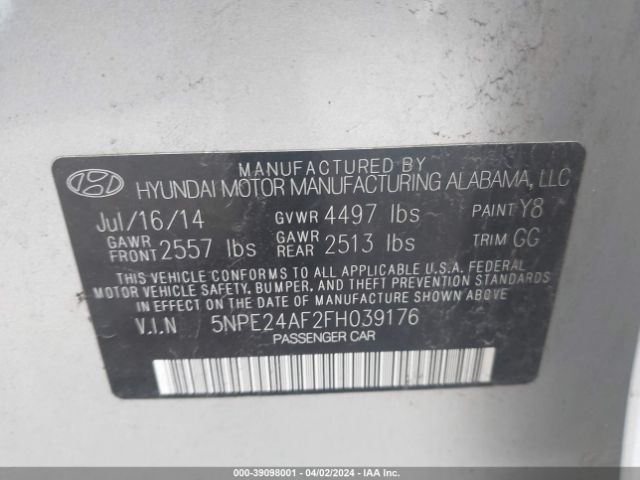 MANUFACTURED BY
HYUNDAI MOTOR MANUFACTURING ALABAMA, LLC
Jul/16/14 GVWR 4497 lbs PAINT Y8
GAWR FRONT 2557 lbs GAWR REAR 2513 lbs TRIM GG
THIS VEHICLE CONFORMS TO ALL APPLICABLE U.S.A. FEDERAL
MOTOR VEHICLE SAFETY, BUMPER, AND THEFT PREVENTION STANDARDS
IN EFFECT ON THE DATE OF MANUFACTURE SHOWN ABOVE.
V.I.N 5NPE24AF2FH039176
PASSENGER CAR
000-39098001 - 04/02/2024 - IAA Inc.